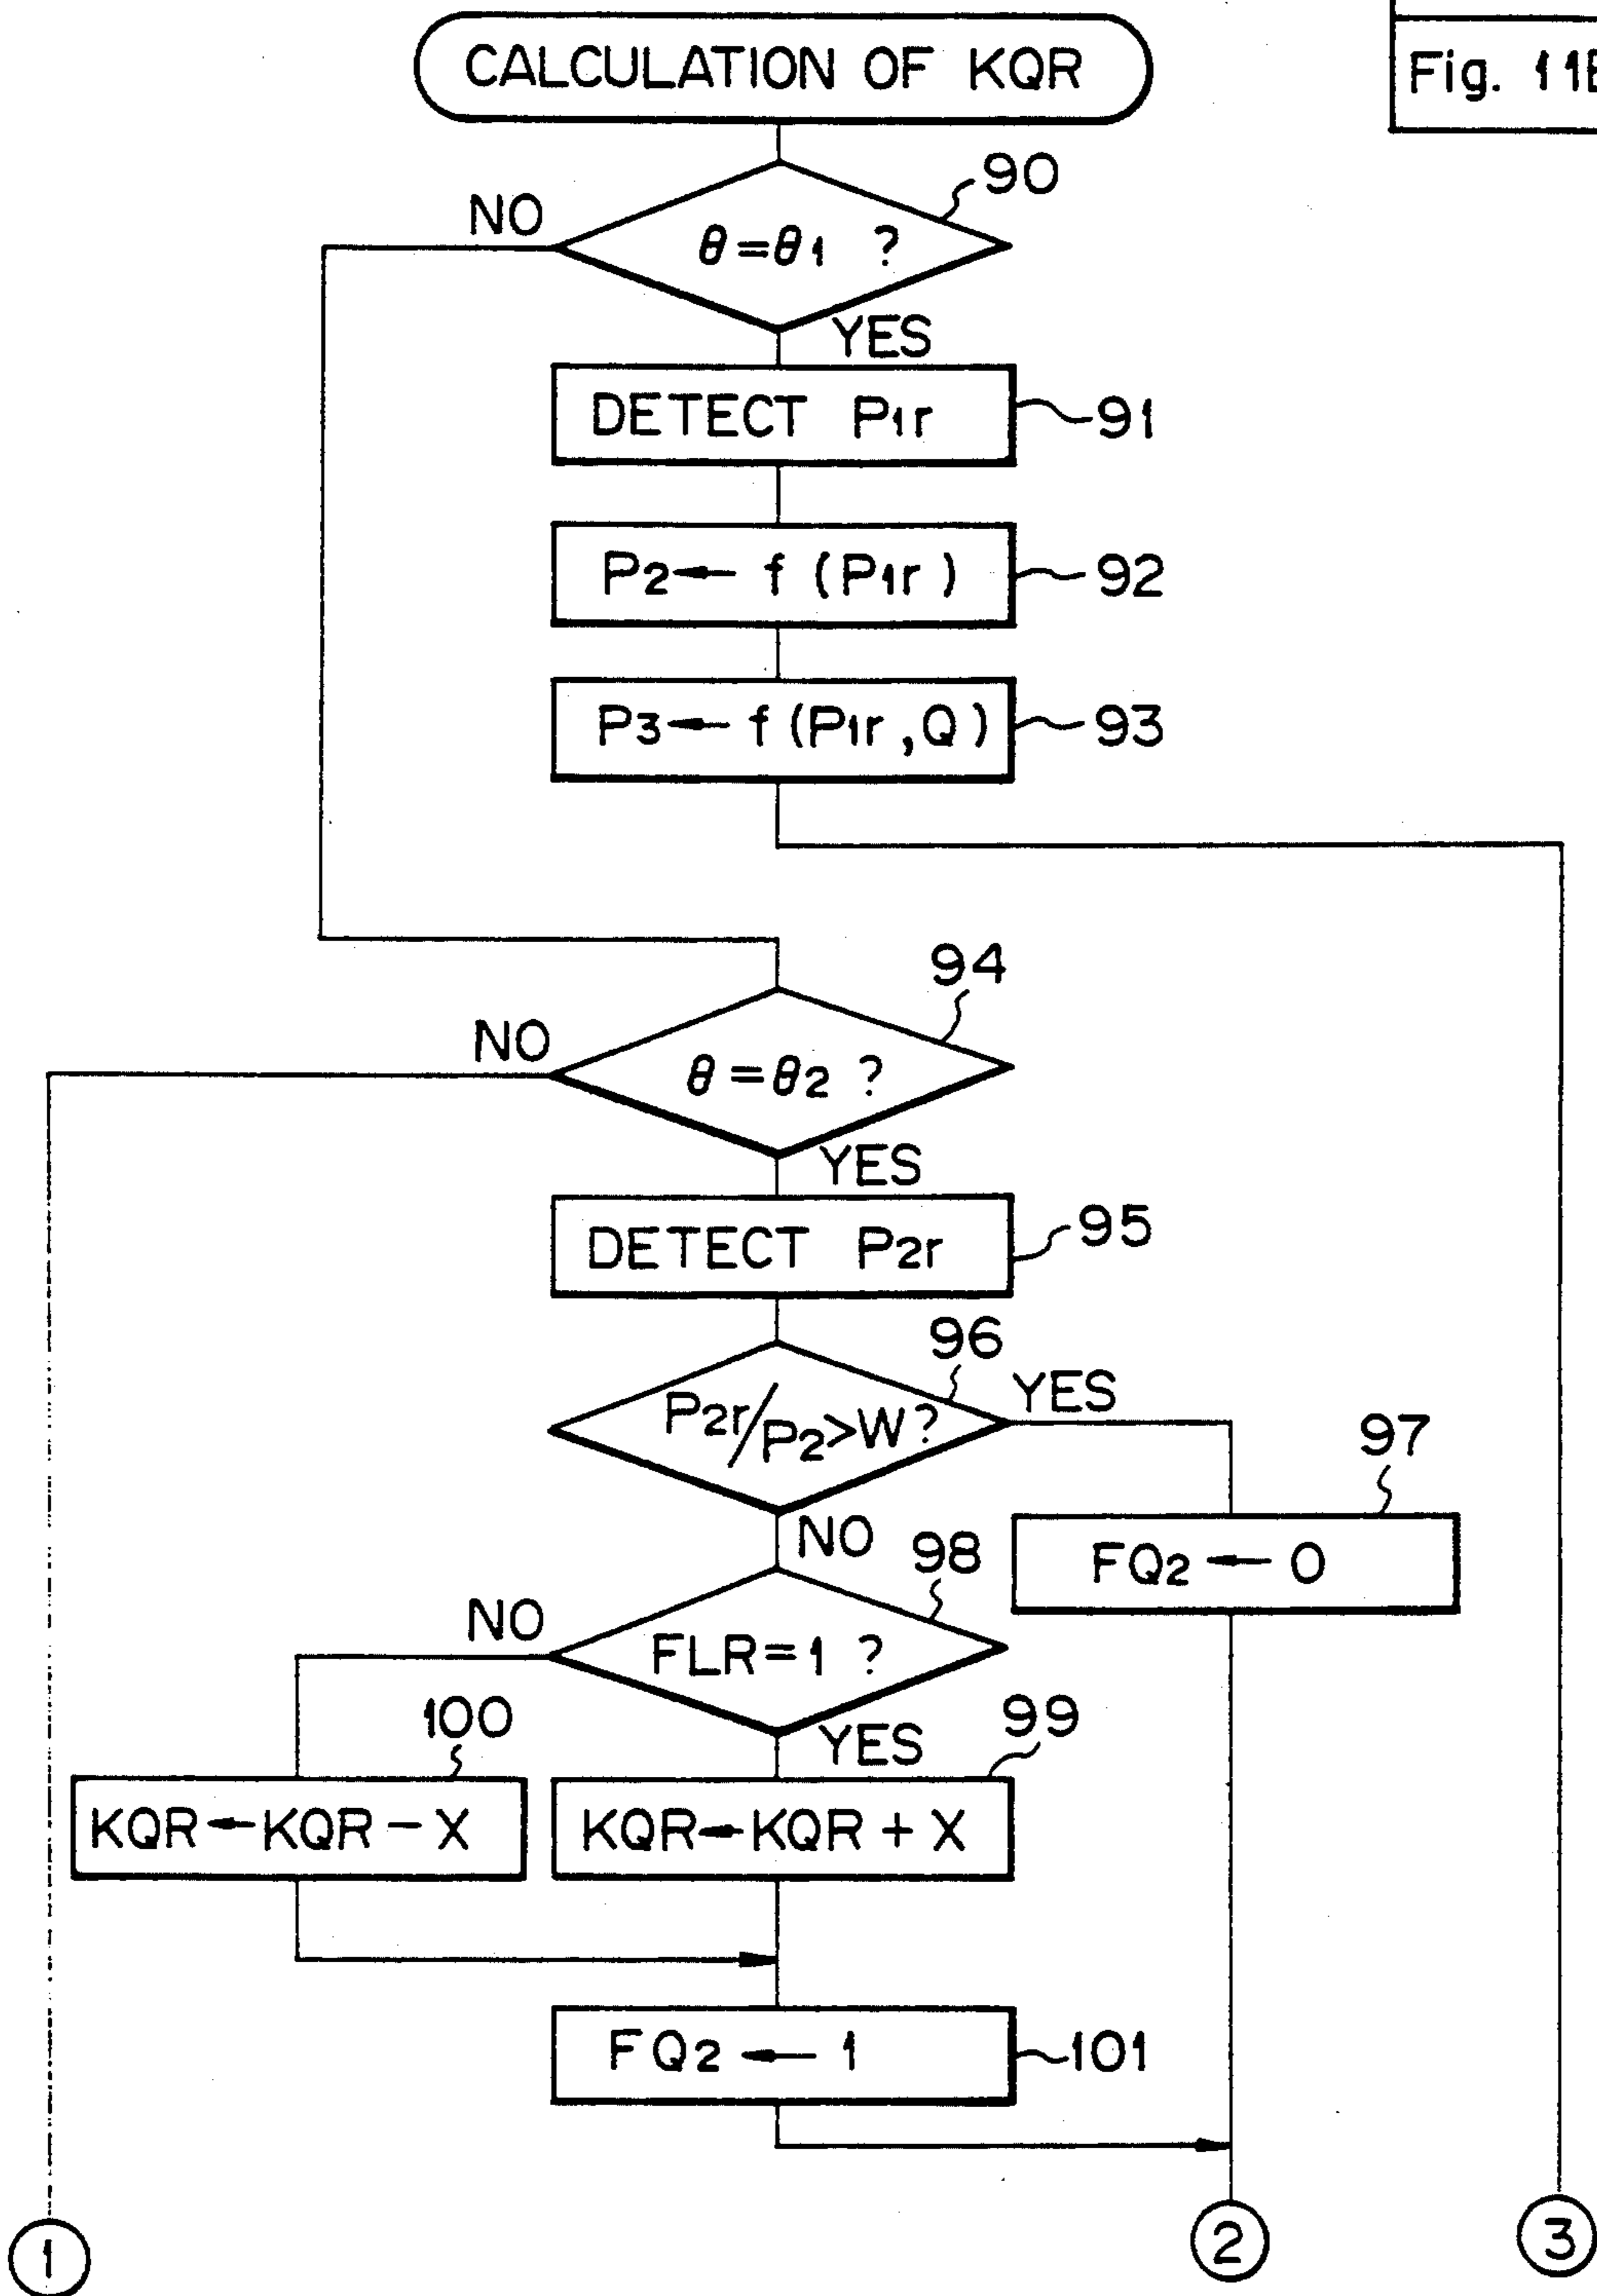 CALCULATION OF KQR
Fig. 11B
90
NO
θ=θ1 ?
YES
DETECT P1r
91
P2← f (P1r)
92
P3← f (P1r, Q)
93
94
NO
θ=θ2 ?
YES
DETECT P2r
95
96
P2r/P2>W?
YES
97
NO
FQ2 ← 0
98
NO
FLR=1 ?
100
YES
99
KQR←KQR-X
KQR←KQR+X
FQ2 ← 1
101
1
2
3